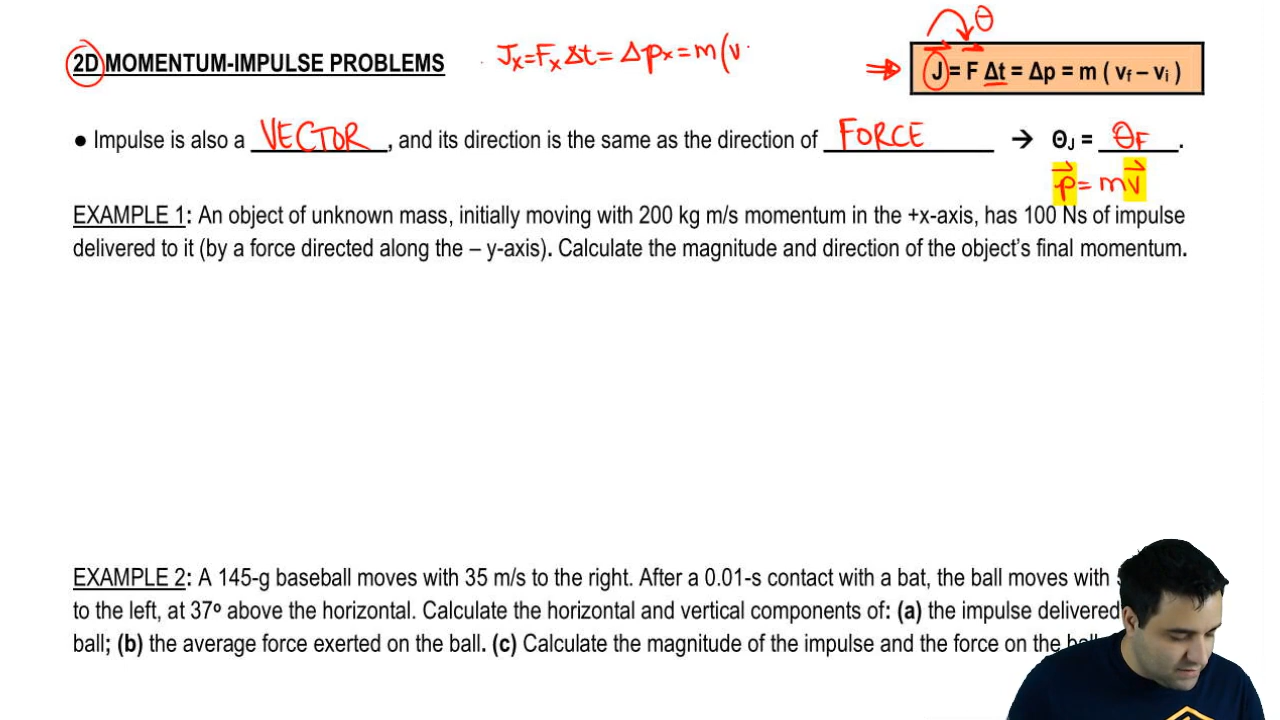 2D MOMENTUM-IMPULSE PROBLEMS
Jx = Fx Δt = Δpx = m(v
θ
J = F Δt = Δp = m ( vf – vi )
● Impulse is also a VECTOR, and its direction is the same as the direction of FORCE → ΘJ = ΘF.
p = mv
EXAMPLE 1: An object of unknown mass, initially moving with 200 kg m/s momentum in the +x-axis, has 100 Ns of impulse
delivered to it (by a force directed along the – y-axis). Calculate the magnitude and direction of the object's final momentum.
EXAMPLE 2: A 145-g baseball moves with 35 m/s to the right. After a 0.01-s contact with a bat, the ball moves with
to the left, at 37º above the horizontal. Calculate the horizontal and vertical components of: (a) the impulse delivered
ball; (b) the average force exerted on the ball. (c) Calculate the magnitude of the impulse and the force on the